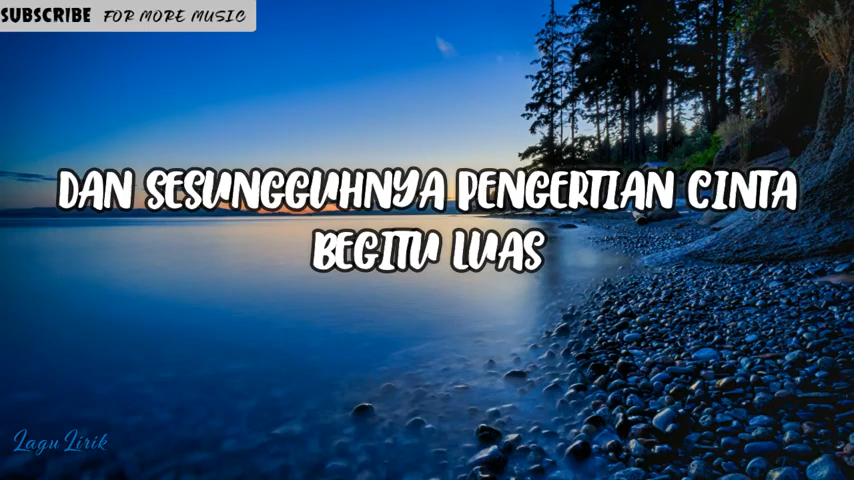 SUBSCRIBE FOR MORE MUSIC
DAN SESUNGGUHNYA PENGERTIAN CINTA
BEGITU LUAS
Lagu Lirik